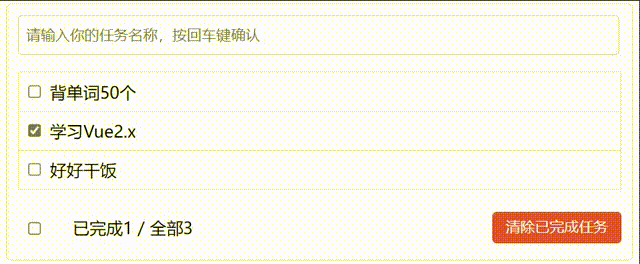 请输入你的任务名称，按回车键确认
背单词50个
学习Vue2.x
好好干饭
已完成1 / 全部3
清除已完成任务